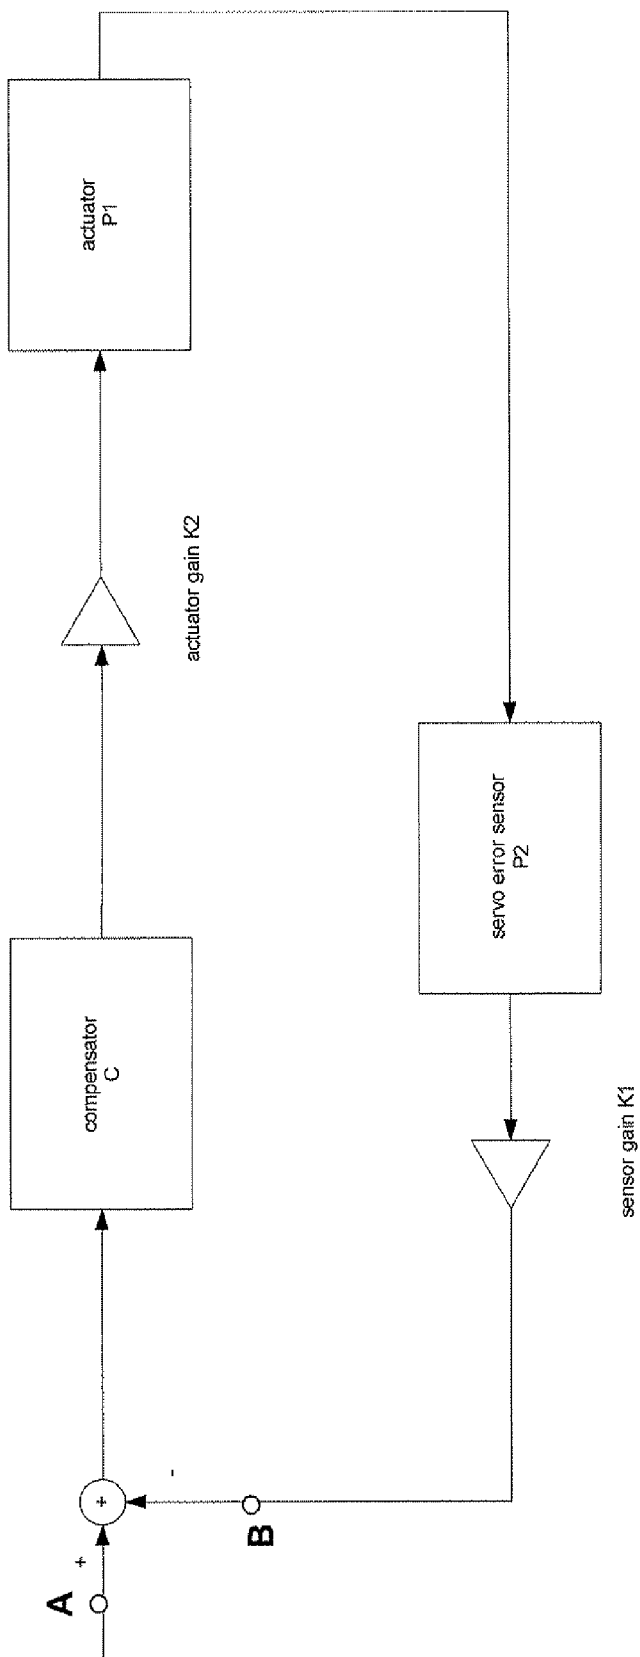 A
+
+
-
B
compensator
C
actuator gain K2
actuator
P1
servo error sensor
P2
sensor gain K1